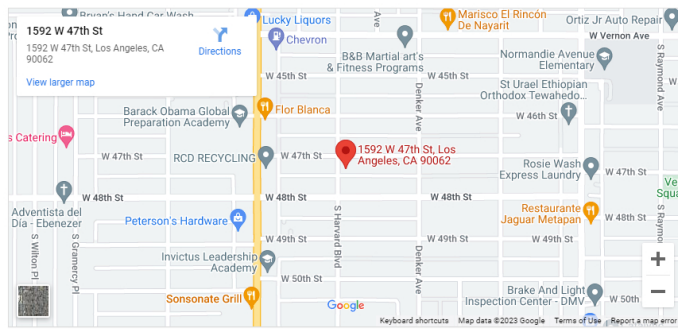 Bryan's Hand Car Wash
1592 W 47th St
1592 W 47th St, Los Angeles, CA
90062
Directions
View larger map
Lucky Liquors
Chevron
Ave
Marisco El Rincón
De Nayarit
Ortiz Jr Auto Repair
W Vernon Ave
B&B Martial art's
& Fitness Programs
Normandie Avenue
Elementary
S Raymond Ave
W 45th St
W 45th St
Denker Ave
St Urael Ethiopian
Orthodox Tewahedo...
Barack Obama Global
Preparation Academy
Flor Blanca
W 46th St
s Catering
W 47th St
RCD RECYCLING
W 47th St
1592 W 47th St, Los
Angeles, CA 90062
Rosie Wash
Express Laundry
W 47th St
W 48th St
W 48th St
Ve
Squa
Adventista del
Día - Ebenezer
Peterson's Hardware
S Harvard Blvd
Restaurante
Jaguar Metapan
W 48th St
S Raymo
S Wilton Pl
S Gramercy Pl
W 49th St
W 49th St
W 49th St
Invictus Leadership
Academy
Denker Ave
W 50th St
Sonsonate Grill
Google
Brake And Light
Inspection Center - DMV
W 50th St
Keyboard shortcuts
Map data ©2023 Google
Terms of Use
Report a map error